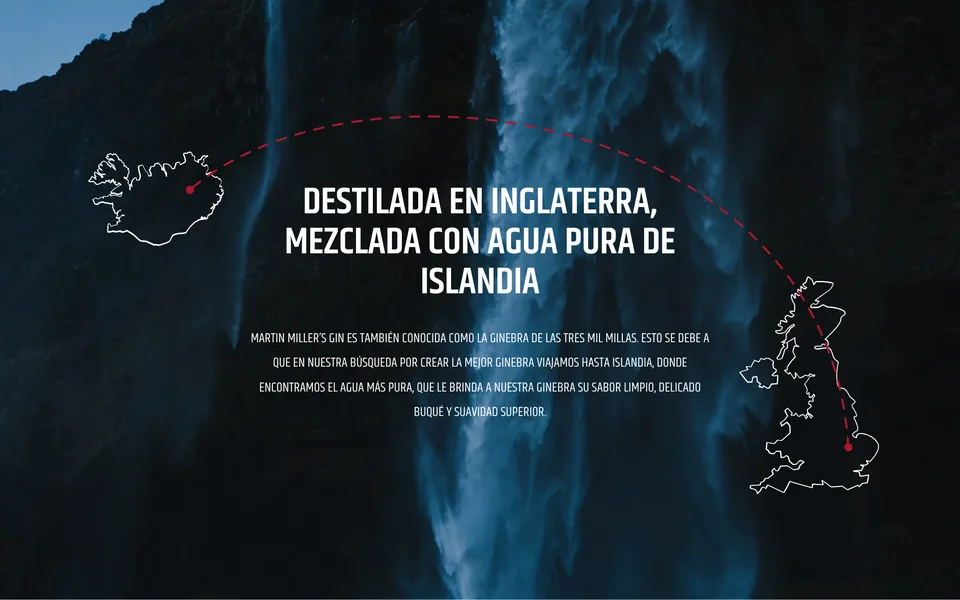 DESTILADA EN INGLATERRA,
MEZCLADA CON AGUA PURA DE
ISLANDIA
MARTIN MILLER'S GIN ES TAMBIÉN CONOCIDA COMO LA GINEBRA DE LAS TRES MIL MILLAS. ESTO SE DEBE A
QUE EN NUESTRA BÚSQUEDA POR CREAR LA MEJOR GINEBRA VIAJAMOS HASTA ISLANDIA, DONDE
ENCONTRAMOS EL AGUA MÁS PURA, QUE LE BRINDA A NUESTRA GINEBRA SU SABOR LIMPIO, DELICADO
BUQUÉ Y SUAVIDAD SUPERIOR.